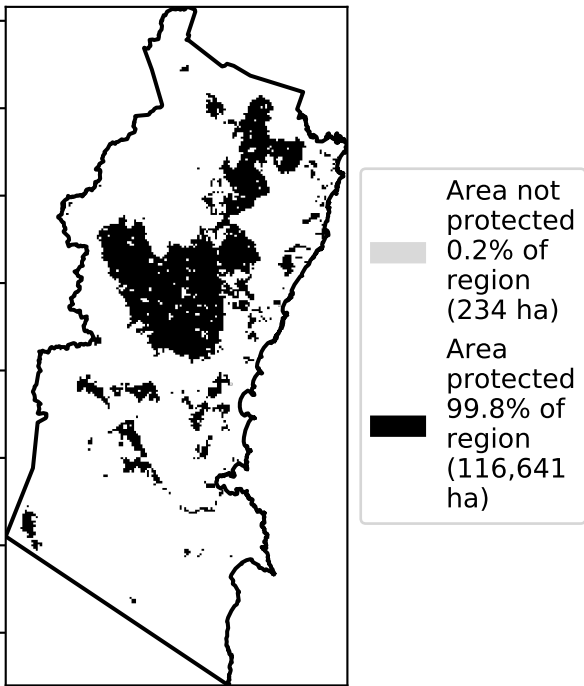 Area not
protected
0.2% of
region
(234 ha)
Area
protected
99.8% of
region
(116,641
ha)